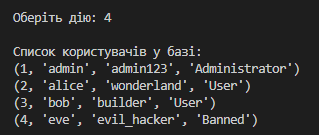 Оберіть дію: 4
Список користувачів у базі:
(1, 'admin', 'admin123', 'Administrator')
(2, 'alice', 'wonderland', 'User')
(3, 'bob', 'builder', 'User')
(4, 'eve', 'evil_hacker', 'Banned')